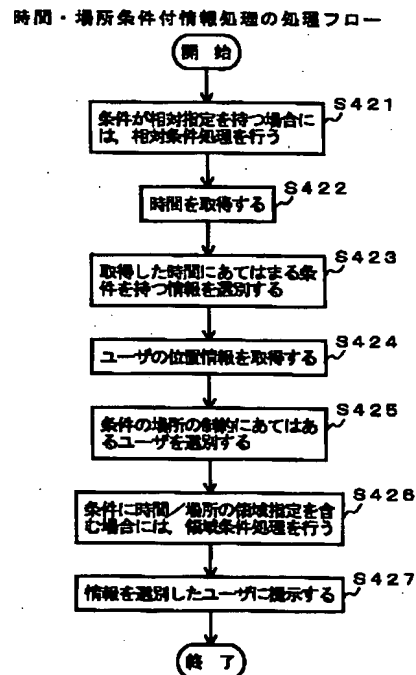 時間・場所条件付情報処理の処理フロー
開 始
S421
条件が相対指定を持つ場合に
は，相対条件処理を行う
S422
時間を取得する
S423
取得した時間にあてはまる条
件を持つ情報を選別する
S424
ユーザの位置情報を取得する
S425
条件の場所の制約にあてはあ
るユーザを選別する
S426
条件に時間／場所の領域指定を含
む場合には，領域条件処理を行う
S427
情報を選別したユーザに提示する
終 了